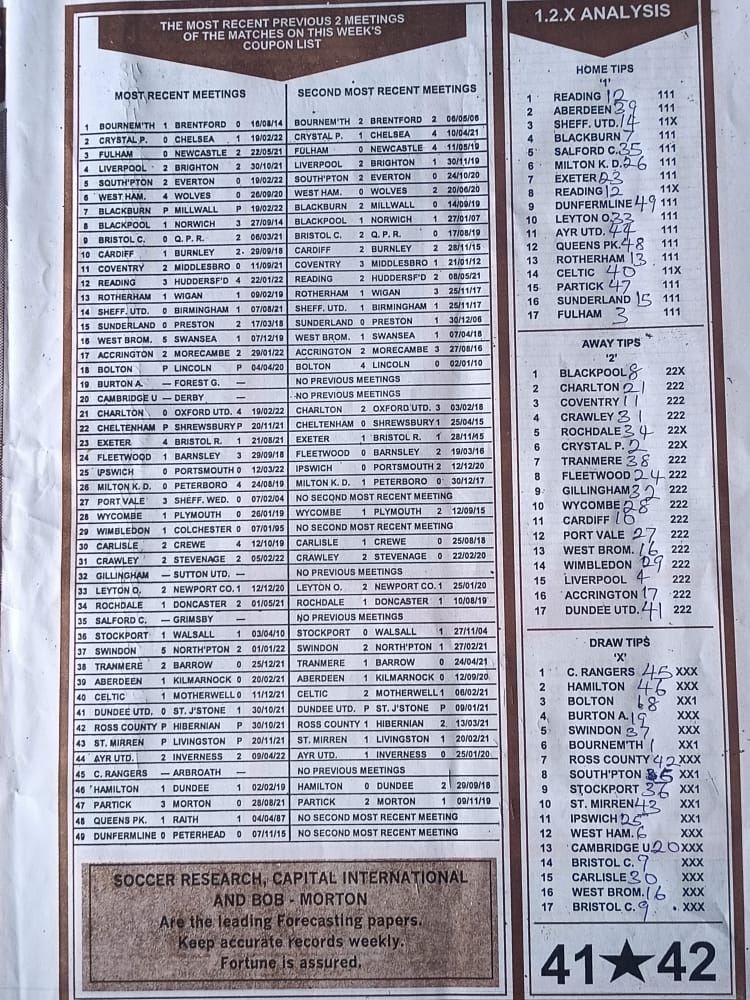 THE MOST RECENT PREVIOUS 2 MEETINGS
OF THE MATCHES ON THIS WEEK'S
COUPON LIST
MOST RECENT MEETINGS SECOND MOST RECENT MEETINGS
1 BOURNEM'TH 1 BRENTFORD 0 16/08/14 BOURNEM'TH 2 BRENTFORD 2 06/05/06
2 CRYSTAL P. 0 CHELSEA 1 19/02/22 CRYSTAL P. 1 CHELSEA 4 10/04/21
3 FULHAM 0 NEWCASTLE 2 22/05/21 FULHAM 0 NEWCASTLE 4 11/05/19
4 LIVERPOOL 2 BRIGHTON 2 30/10/21 LIVERPOOL 2 BRIGHTON 1 30/11/19
5 SOUTH'PTON 2 EVERTON 0 19/02/22 SOUTH'PTON 2 EVERTON 0 24/10/20
6 WEST HAM. 4 WOLVES 0 26/09/20 WEST HAM. 0 WOLVES 2 20/06/20
7 BLACKBURN P MILLWALL P 19/02/22 BLACKBURN 2 MILLWALL 0 14/09/19
8 BLACKPOOL 1 NORWICH 3 27/09/14 BLACKPOOL 1 NORWICH 1 27/01/07
9 BRISTOL C. 0 Q. P. R. 2 06/03/21 BRISTOL C. 2 Q. P. R. 0 17/08/19
10 CARDIFF 1 BURNLEY 2 29/09/18 CARDIFF 2 BURNLEY 2 28/11/15
11 COVENTRY 2 MIDDLESBRO 0 11/09/21 COVENTRY 3 MIDDLESBRO 1 21/01/12
12 READING 3 HUDDERSF'D 4 22/01/22 READING 2 HUDDERSF'D 2 08/05/21
13 ROTHERHAM 1 WIGAN 1 09/02/19 ROTHERHAM 1 WIGAN 3 25/11/17
14 SHEFF. UTD. 0 BIRMINGHAM 1 07/08/21 SHEFF. UTD. 1 BIRMINGHAM 1 25/11/17
15 SUNDERLAND 0 PRESTON 2 17/03/18 SUNDERLAND 0 PRESTON 1 30/12/06
16 WEST BROM. 5 SWANSEA 1 07/12/19 WEST BROM. 1 SWANSEA 1 07/04/18
17 ACCRINGTON 2 MORECAMBE 2 29/01/22 ACCRINGTON 2 MORECAMBE 3 27/08/16
18 BOLTON P LINCOLN P 04/04/20 BOLTON 4 LINCOLN 0 02/01/10
19 BURTON A. — FOREST G. — NO PREVIOUS MEETINGS
20 CAMBRIDGE U — DERBY — NO PREVIOUS MEETINGS
21 CHARLTON 0 OXFORD UTD. 4 19/02/22 CHARLTON 2 OXFORD UTD. 3 03/02/18
22 CHELTENHAM P SHREWSBURY P 20/11/21 CHELTENHAM 0 SHREWSBURY 1 25/04/15
23 EXETER 4 BRISTOL R. 1 21/08/21 EXETER 1 BRISTOL R. 1 28/11/45
24 FLEETWOOD 1 BARNSLEY 3 29/09/18 FLEETWOOD 0 BARNSLEY 2 19/03/16
25 IPSWICH 0 PORTSMOUTH 0 12/03/22 IPSWICH 0 PORTSMOUTH 2 12/12/20
26 MILTON K. D. 0 PETERBORO 4 24/08/19 MILTON K. D. 1 PETERBORO 0 30/12/17
27 PORT VALE 3 SHEFF. WED. 0 07/02/04 NO SECOND MOST RECENT MEETING
28 WYCOMBE 1 PLYMOUTH 0 26/01/19 WYCOMBE 1 PLYMOUTH 2 12/09/15
29 WIMBLEDON 1 COLCHESTER 0 07/01/95 NO SECOND MOST RECENT MEETING
30 CARLISLE 2 CREWE 4 12/10/19 CARLISLE 1 CREWE 0 25/08/18
31 CRAWLEY 2 STEVENAGE 2 05/02/22 CRAWLEY 2 STEVENAGE 0 22/02/20
32 GILLINGHAM — SUTTON UTD. — NO PREVIOUS MEETINGS
33 LEYTON O. 2 NEWPORT CO. 1 12/12/20 LEYTON O. 2 NEWPORT CO. 1 25/01/20
34 ROCHDALE 1 DONCASTER 2 01/05/21 ROCHDALE 1 DONCASTER 1 10/08/19
35 SALFORD C. — GRIMSBY — NO PREVIOUS MEETINGS
36 STOCKPORT 1 WALSALL 1 03/04/10 STOCKPORT 0 WALSALL 1 27/11/04
37 SWINDON 5 NORTH'PTON 2 01/01/22 SWINDON 2 NORTH'PTON 1 27/02/21
38 TRANMERE 2 BARROW 0 25/12/21 TRANMERE 1 BARROW 0 24/04/21
39 ABERDEEN 1 KILMARNOCK 0 20/02/21 ABERDEEN 1 KILMARNOCK 0 12/09/20
40 CELTIC 1 MOTHERWELL 0 11/12/21 CELTIC 2 MOTHERWELL 1 06/02/21
41 DUNDEE UTD. 0 ST. J'STONE 1 30/10/21 DUNDEE UTD. P ST. J'STONE P 09/01/21
42 ROSS COUNTY P HIBERNIAN P 30/10/21 ROSS COUNTY 1 HIBERNIAN 2 13/03/21
43 ST. MIRREN P LIVINGSTON P 20/11/21 ST. MIRREN 1 LIVINGSTON 1 20/02/21
44 AYR UTD. 2 INVERNESS 2 09/04/22 AYR UTD. 1 INVERNESS 0 25/01/20
45 C. RANGERS — ARBROATH — NO PREVIOUS MEETINGS
46 HAMILTON 1 DUNDEE 1 02/02/19 HAMILTON 0 DUNDEE 2 29/09/18
47 PARTICK 3 MORTON 0 28/08/21 PARTICK 2 MORTON 1 09/11/19
48 QUEENS PK. 1 RAITH 1 04/04/87 NO SECOND MOST RECENT MEETING
49 DUNFERMLINE 0 PETERHEAD 0 07/11/15 NO SECOND MOST RECENT MEETING
SOCCER RESEARCH, CAPITAL INTERNATIONAL
AND BOB - MORTON
Are the leading Forecasting papers.
Keep accurate records weekly.
Fortune is assured.
1.2.X ANALYSIS
HOME TIPS
'1'
1 READING 12 111
2 ABERDEEN 39 111
3 SHEFF. UTD. 14 11X
4 BLACKBURN 7 111
5 SALFORD C. 35 111
6 MILTON K. D. 26 111
7 EXETER 23 111
8 READING 12 11X
9 DUNFERMLINE 49 111
10 LEYTON O. 33 111
11 AYR UTD. 44 111
12 QUEENS PK. 48 111
13 ROTHERHAM 13 111
14 CELTIC 40 11X
15 PARTICK 47 111
16 SUNDERLAND 15 111
17 FULHAM 3 111
AWAY TIPS
'2'
1 BLACKPOOL 8 22X
2 CHARLTON 21 222
3 COVENTRY 11 222
4 CRAWLEY 31 222
5 ROCHDALE 34 22X
6 CRYSTAL P. 2 22X
7 TRANMERE 38 222
8 FLEETWOOD 24 222
9 GILLINGHAM 32 222
10 WYCOMBE 28 222
11 CARDIFF 10 222
12 PORT VALE 27 222
13 WEST BROM. 16 222
14 WIMBLEDON 29 222
15 LIVERPOOL 4 222
16 ACCRINGTON 17 222
17 DUNDEE UTD. 41 222
DRAW TIPS
'X'
1 C. RANGERS 45 XXX
2 HAMILTON 46 XXX
3 BOLTON 18 XX1
4 BURTON A. 19 XXX
5 SWINDON 37 XXX
6 BOURNEM'TH 1 XX1
7 ROSS COUNTY 42 XXX
8 SOUTH'PTON 5 XX1
9 STOCKPORT 36 XX1
10 ST. MIRREN 43 XX1
11 IPSWICH 25 XX1
12 WEST HAM. 6 XXX
13 CAMBRIDGE U. 20 XXX
14 BRISTOL C. 9 XXX
15 CARLISLE 30 XXX
16 WEST BROM. 16 XXX
17 BRISTOL C. 9 XXX
41★42